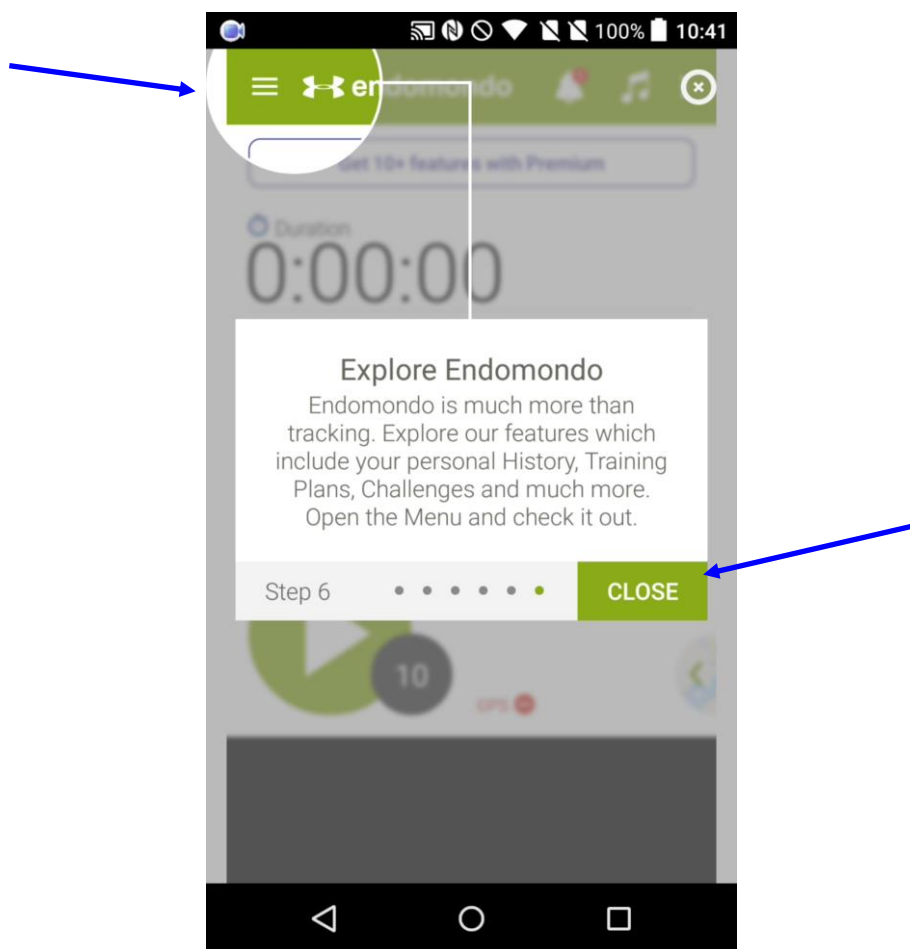 100% 10:41
endomondo
Get 10+ features with Premium
Duration
0:00:00
Explore Endomondo
Endomondo is much more than
tracking. Explore our features which
include your personal History, Training
Plans, Challenges and much more.
Open the Menu and check it out.
Step 6 CLOSE
10
GPS